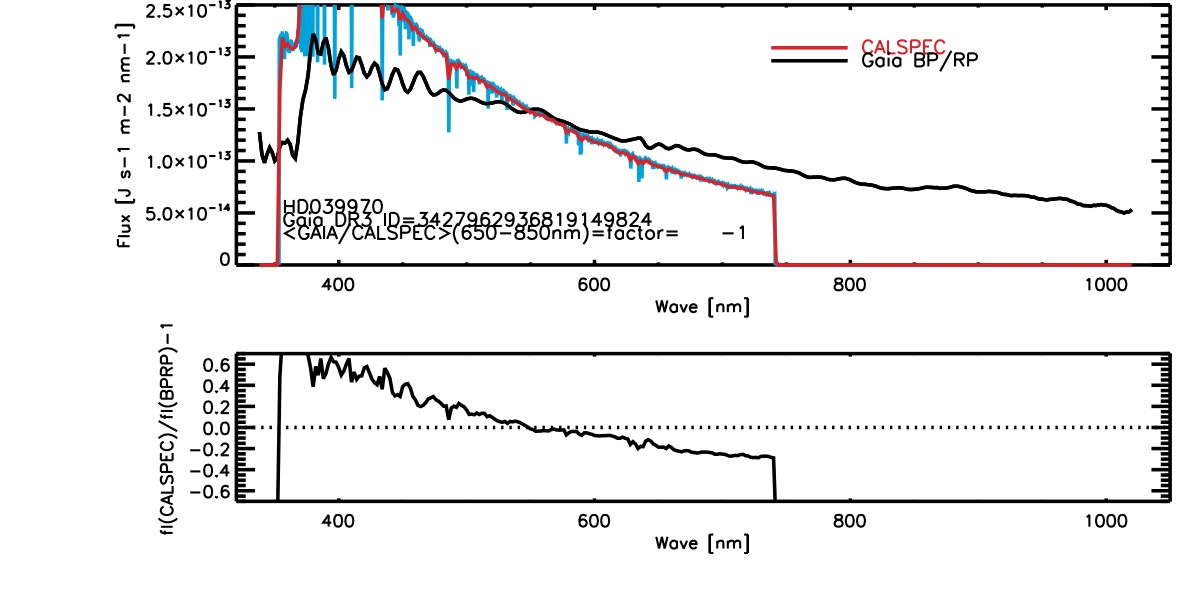 2.5×10−13
2.0×10−13
1.5×10−13
1.0×10−13
5.0×10−14
0
Flux [J s−1 m−2 nm−1]
CALSPEC
Gaia BP/RP
HD039970
Gaia DR3 ID=3427962936819149824
<GAIA/CALSPEC>(650−850nm)=factor= −1
400 600 800 1000
Wave [nm]
0.6
0.4
0.2
0.0
−0.2
−0.4
−0.6
fl(CALSPEC)/fl(BPRP)−1
400 600 800 1000
Wave [nm]